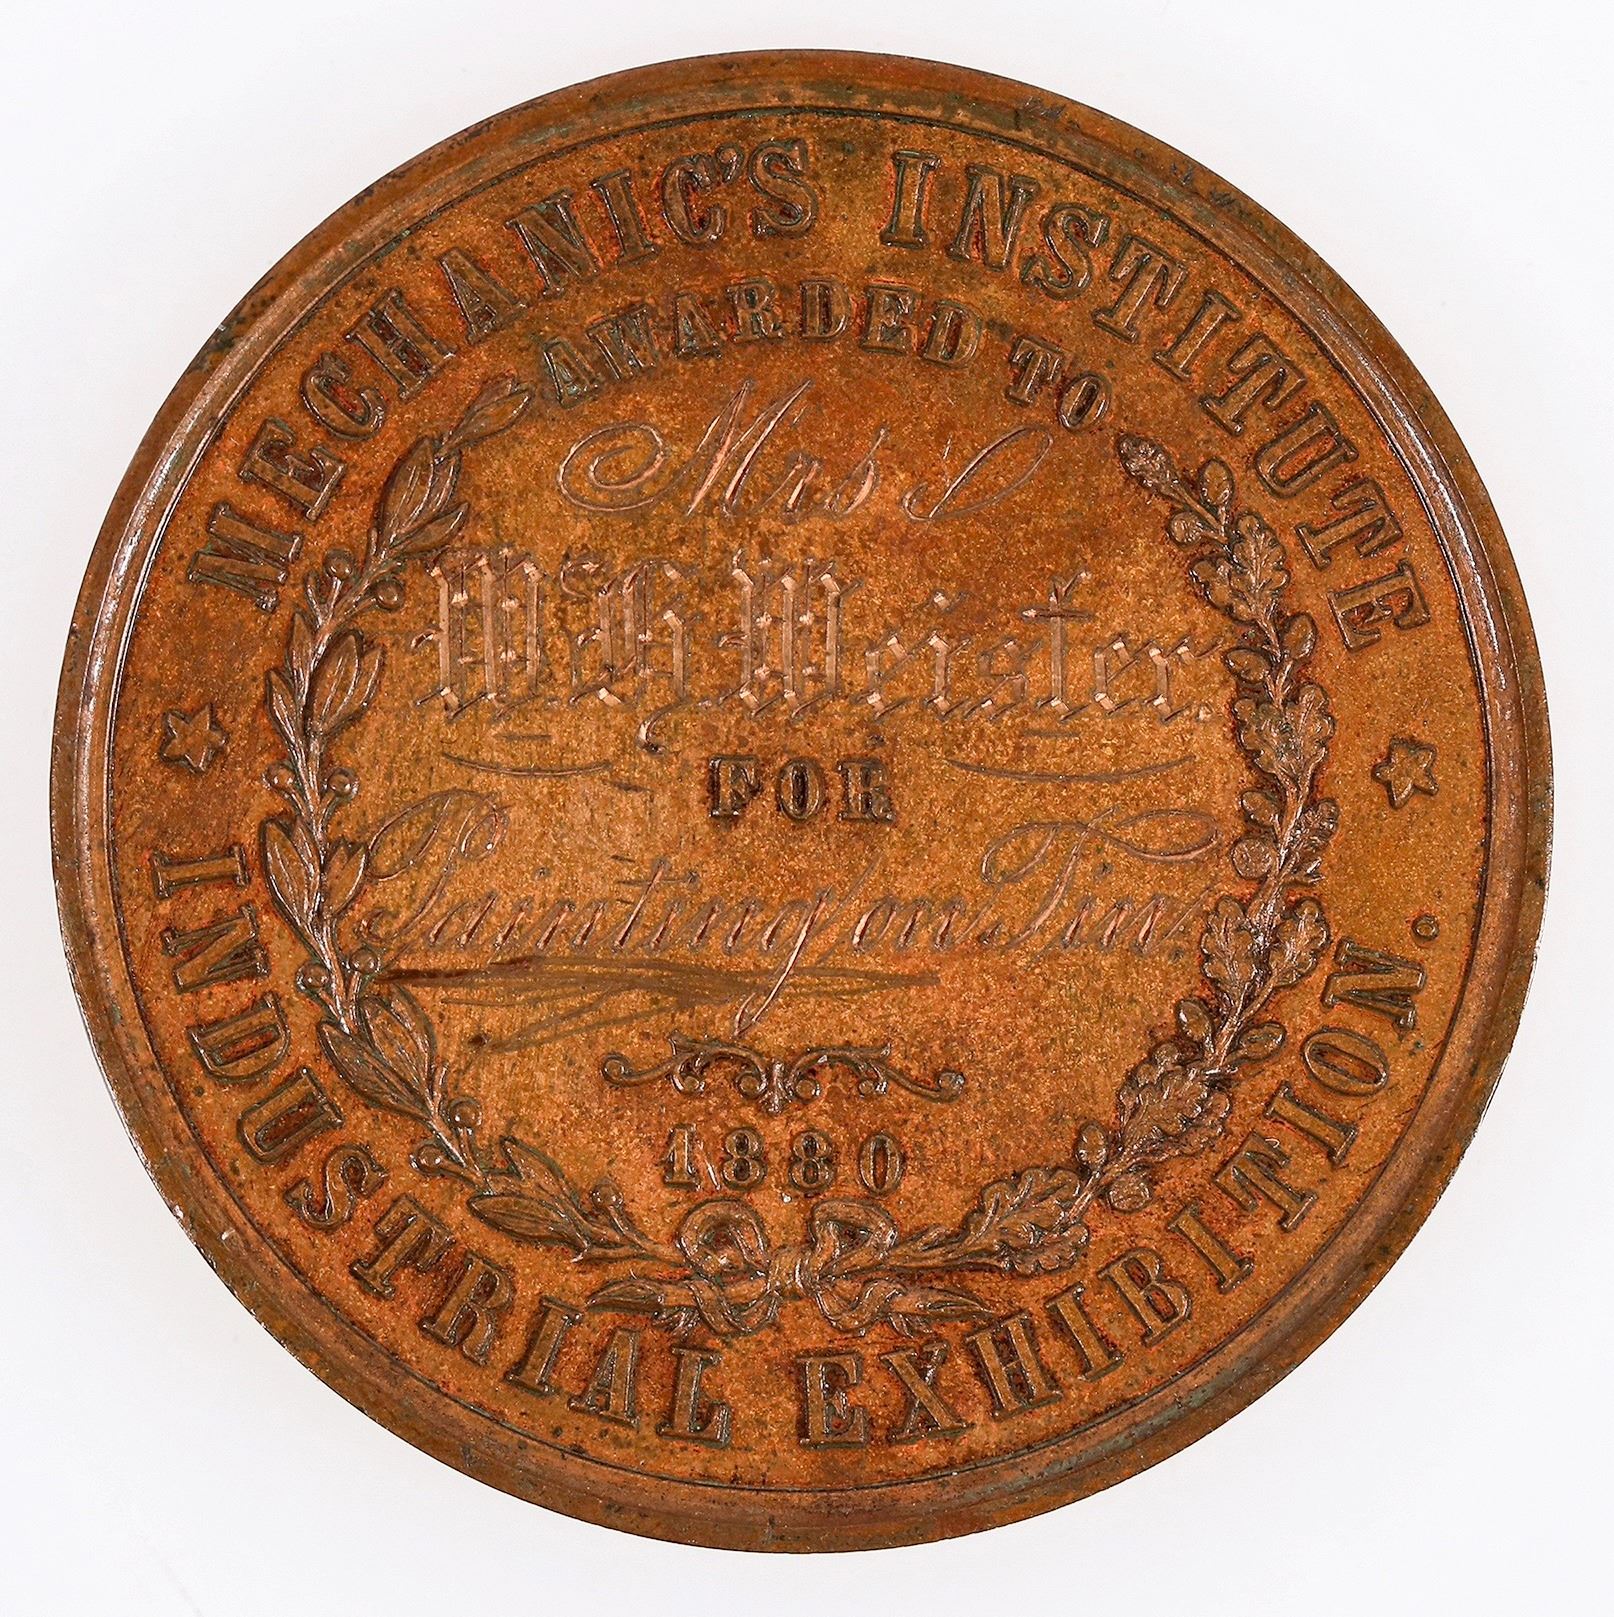 MECHANIC'S INSTITUTE
AWARDED TO
Mrs
Meister.
FOR
Painting on Tin.
1880
INDUSTRIAL EXHIBITION.